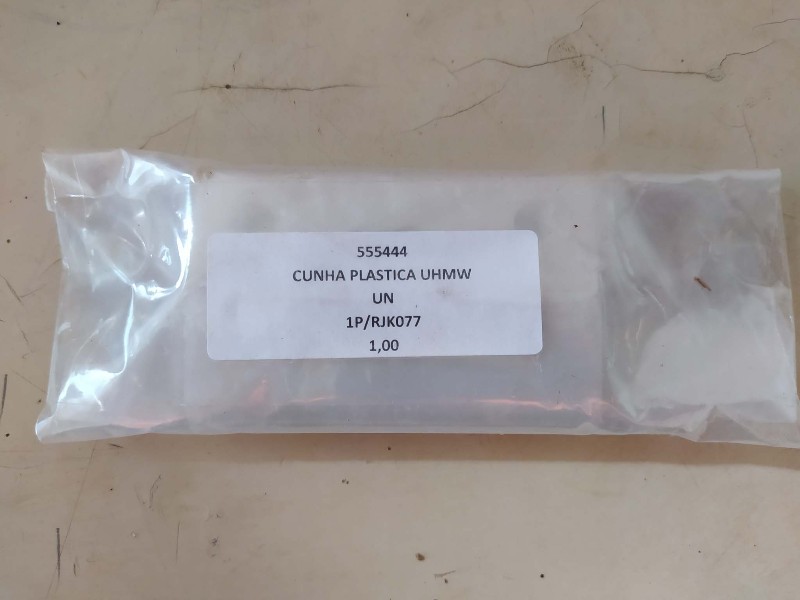 555444
CUNHA PLASTICA UHMW
UN
1P/RJK077
1,00